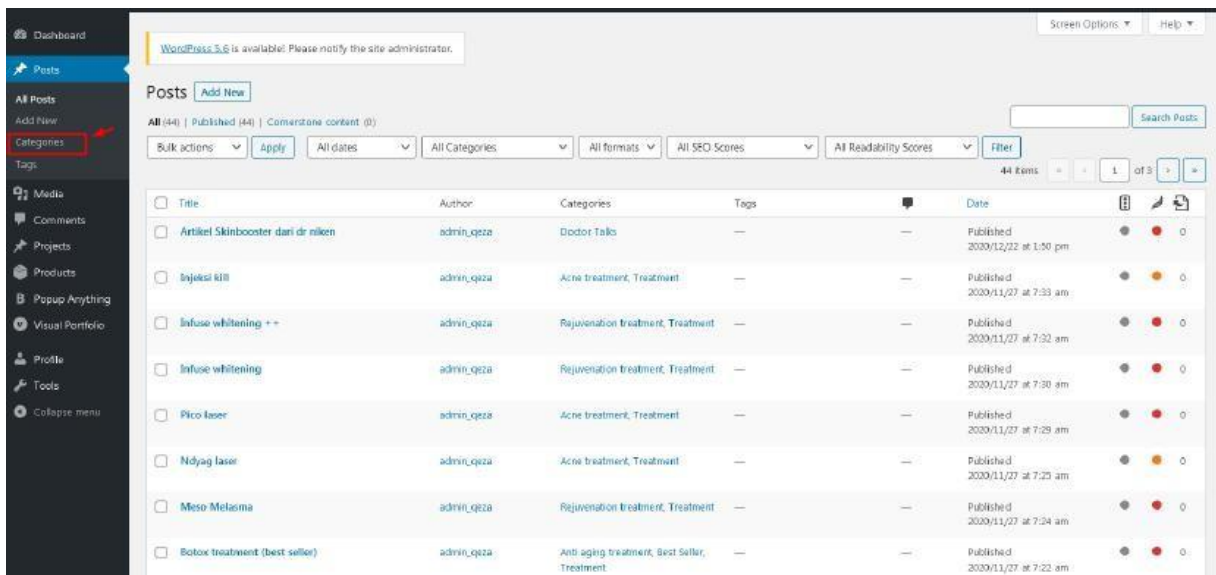 Dashboard
Posts
All Posts
Add New
Categories
Tags
Media
Comments
Projects
Products
Popup Anything
Visual Portfolio
Profile
Tools
Collapse menu
Screen Options
Help
WordPress 5.6 is available! Please notify the site administrator.
Posts Add New
All (44) | Published (44) | Cornerstone content (0)
Search Posts
Bulk actions Apply All dates All Categories All formats All SEO Scores All Readability Scores Filter
44 items « ‹ 1 of 3 › »
Title Author Categories Tags Date
Artikel Skinbooster dari dr niken admin_qeza Doctor Talks — — Published 0
2020/12/22 at 1:50 pm
Injeksi kill admin_qeza Acne treatment, Treatment — — Published 0
2020/11/27 at 7:33 am
Infuse whitening ++ admin_qeza Rejuvenation treatment, Treatment — — Published 0
2020/11/27 at 7:32 am
Infuse whitening admin_qeza Rejuvenation treatment, Treatment — — Published 0
2020/11/27 at 7:30 am
Pico laser admin_qeza Acne treatment, Treatment — — Published 0
2020/11/27 at 7:29 am
Ndyag laser admin_qeza Acne treatment, Treatment — — Published 0
2020/11/27 at 7:25 am
Meso Melasma admin_qeza Rejuvenation treatment, Treatment — — Published 0
2020/11/27 at 7:24 am
Botox treatment (best seller) admin_qeza Anti aging treatment, Best Seller, — — Published 0
Treatment 2020/11/27 at 7:22 am